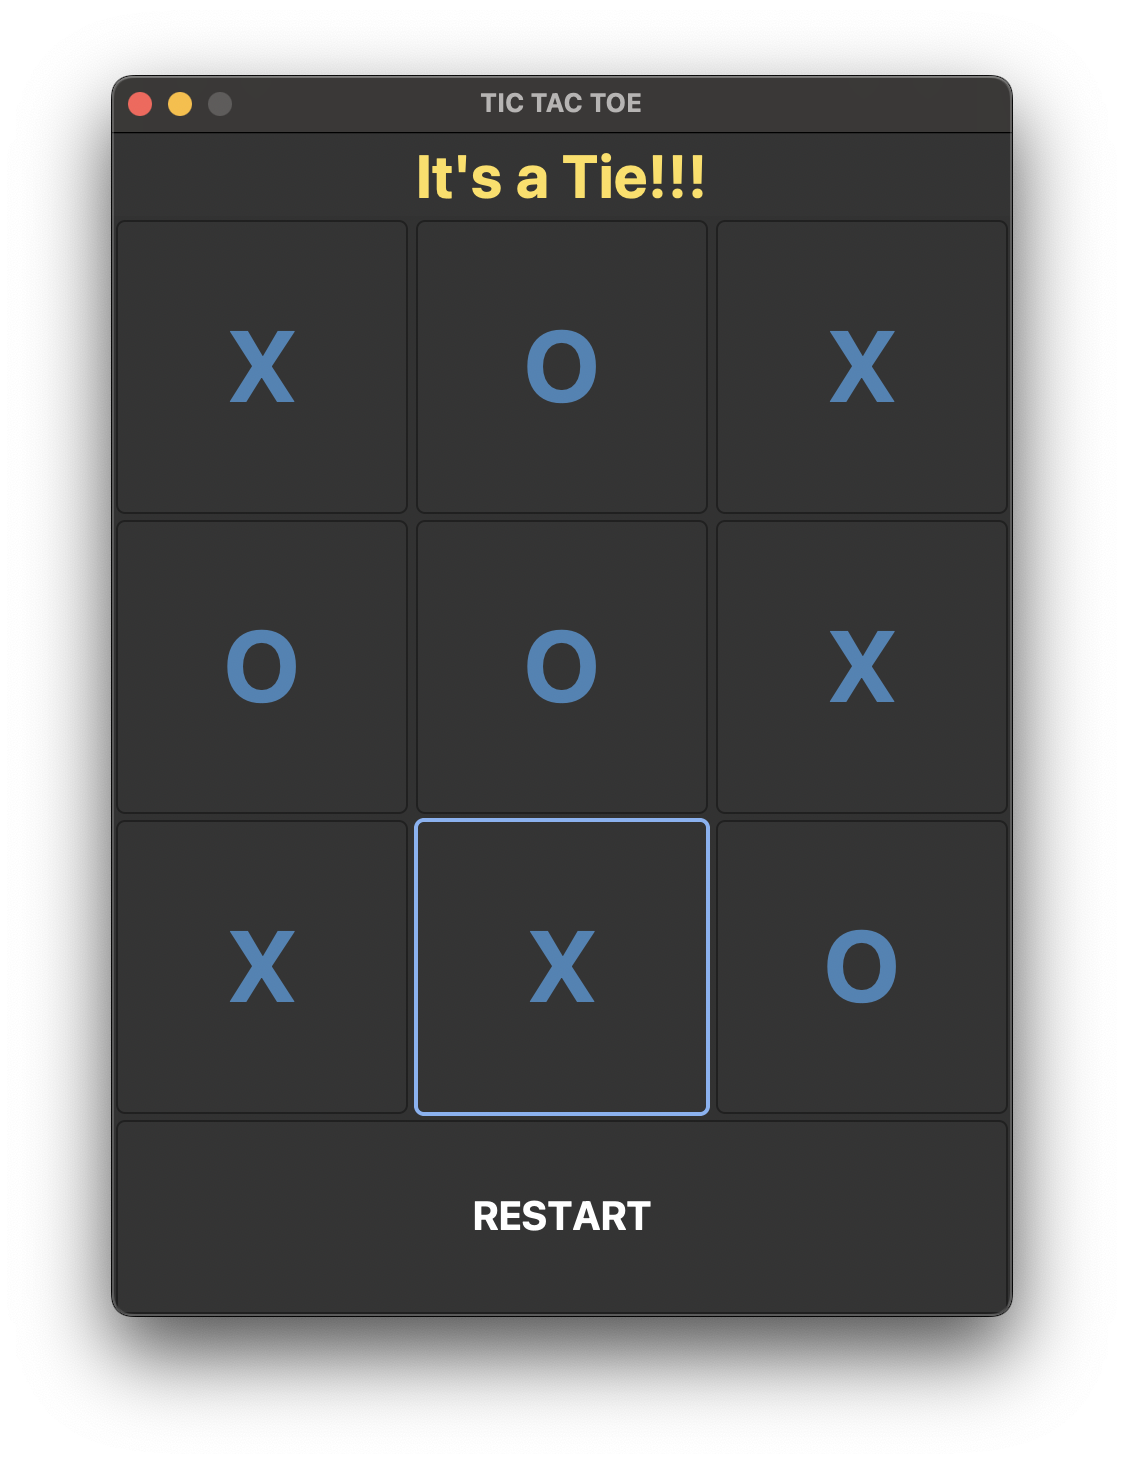 TIC TAC TOE
It's a Tie!!!
X O X
O O X
X X O
RESTART